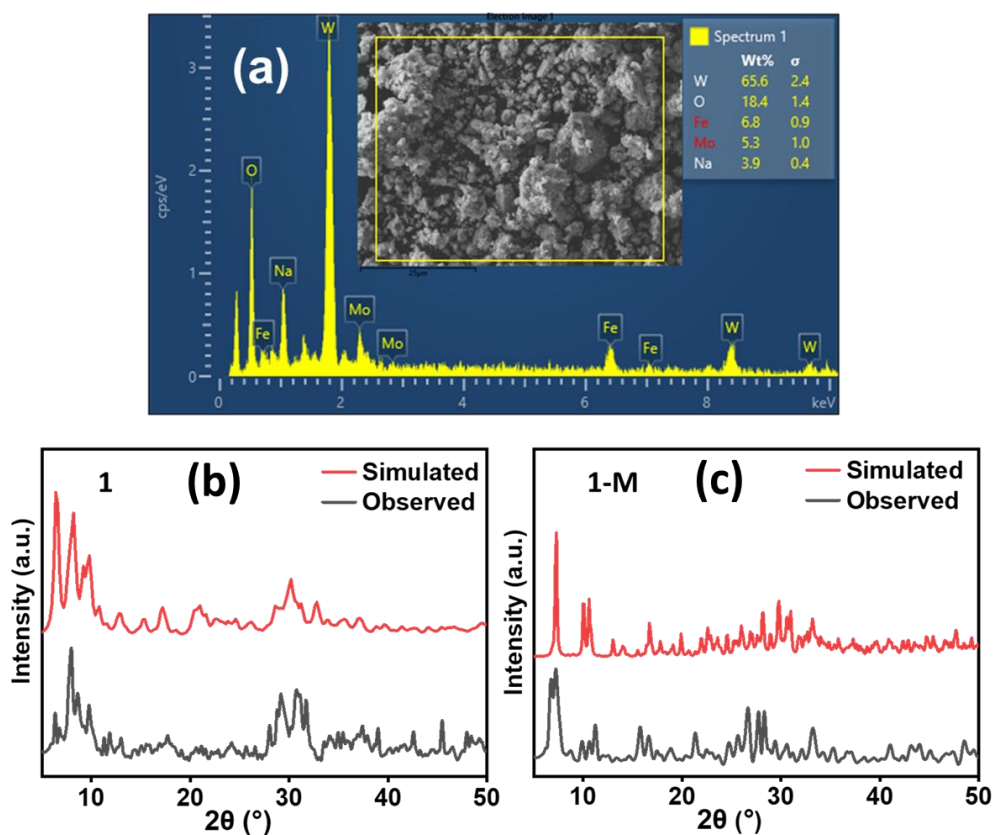 Electron Image 1
(a)
Spectrum 1
Wt% σ
W 65.6 2.4
O 18.4 1.4
Fe 6.8 0.9
Mo 5.3 1.0
Na 3.9 0.4
W
O
Na
Fe
Mo
Mo
Fe
Fe
W
W
25µm
cps/eV
3
2
1
0
0 2 4 6 8 keV
1 (b)
Simulated
Observed
Intensity (a.u.)
10 20 30 40 50
2θ (°)
1-M (c)
Simulated
Observed
Intensity (a.u.)
10 20 30 40 50
2θ (°)